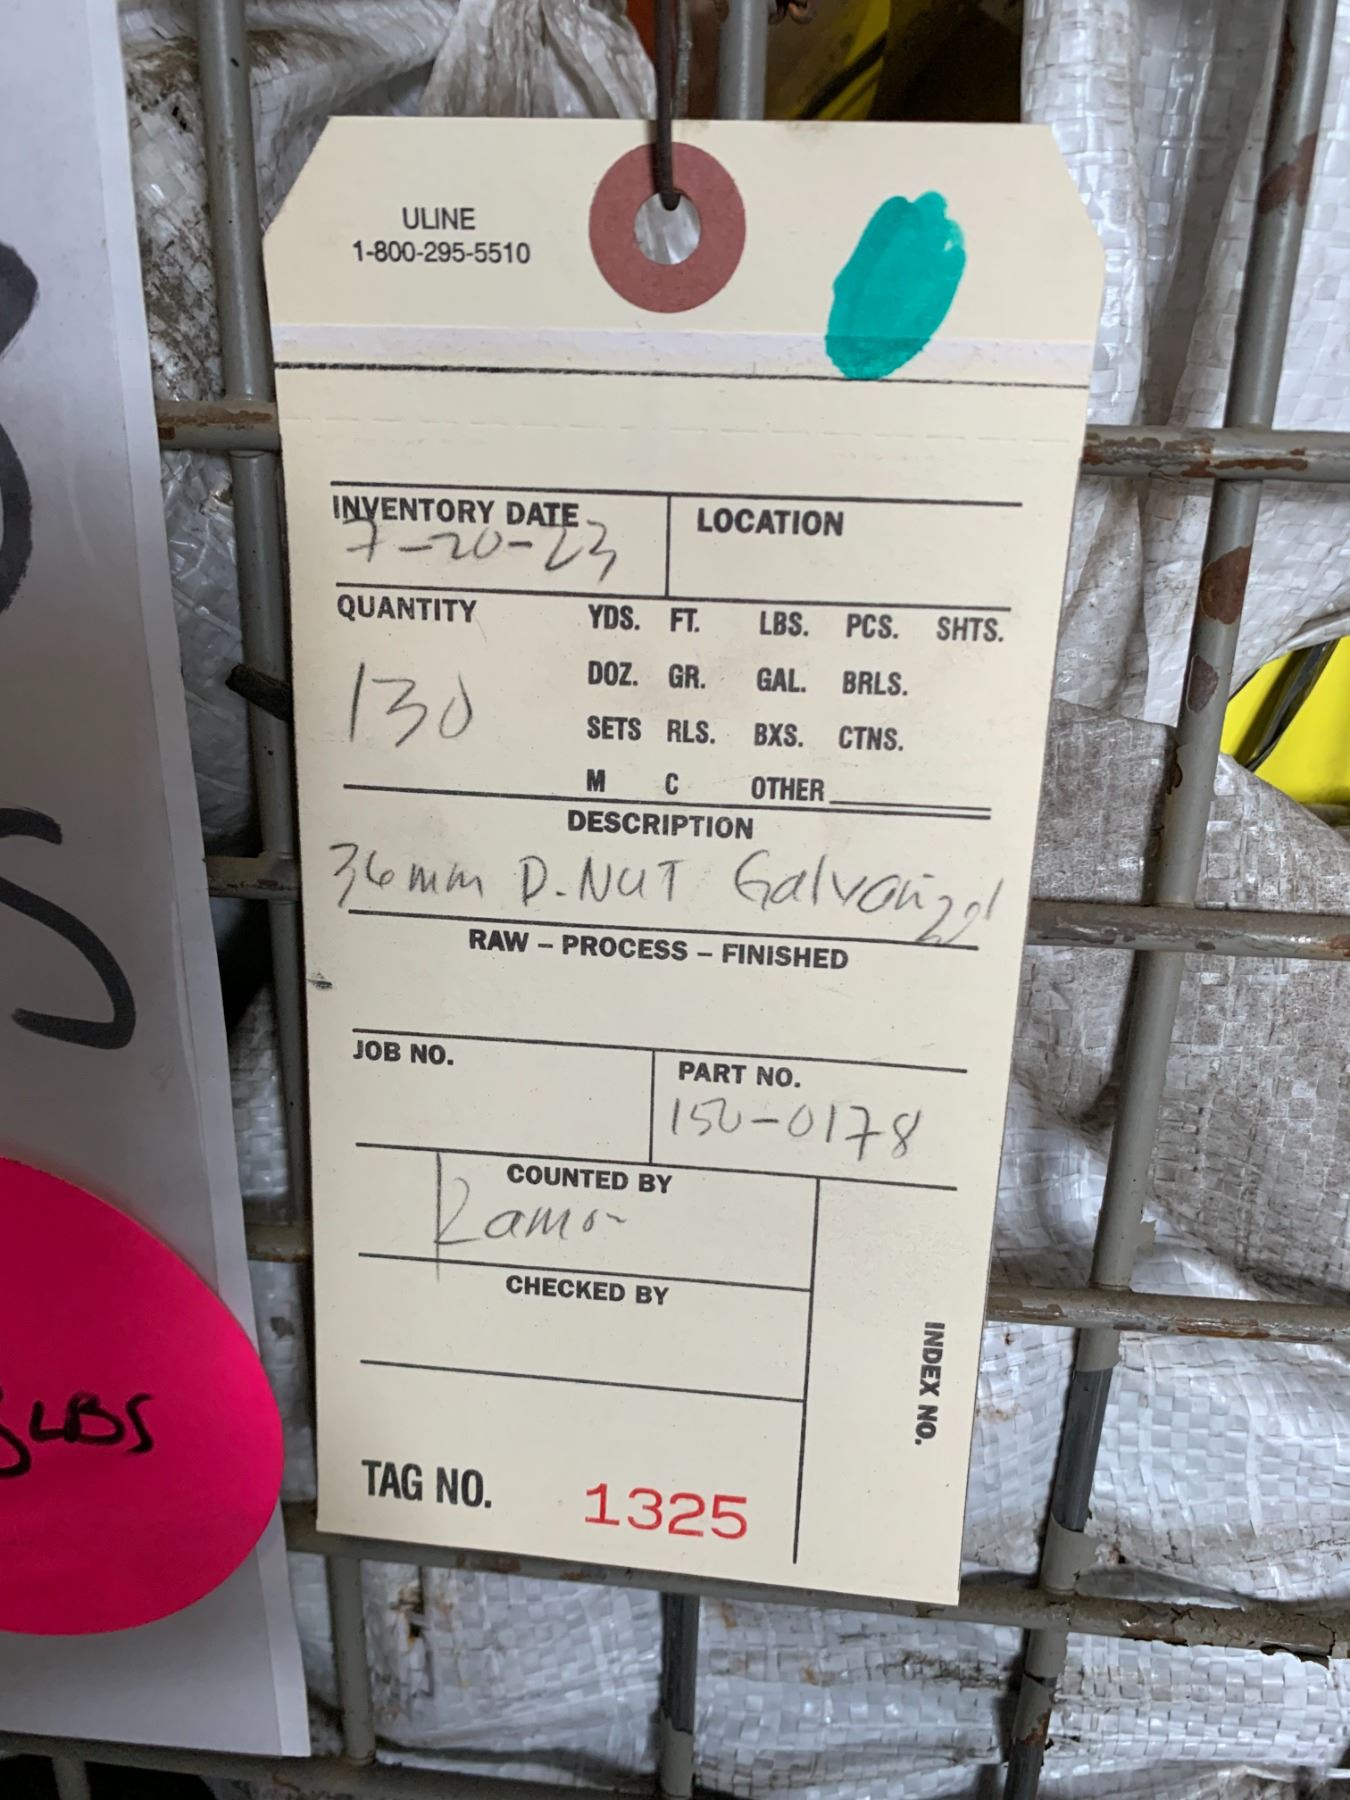 ULINE
1-800-295-5510
INVENTORY DATE
7-20-23
LOCATION
QUANTITY
130
YDS. FT. LBS. PCS. SHTS.
DOZ. GR. GAL. BRLS.
SETS RLS. BXS. CTNS.
M C OTHER
DESCRIPTION
36mm D.NUT Galvanized
RAW – PROCESS – FINISHED
JOB NO.
PART NO.
150-0178
COUNTED BY
Ramon
CHECKED BY
INDEX NO.
TAG NO. 1325
LBS